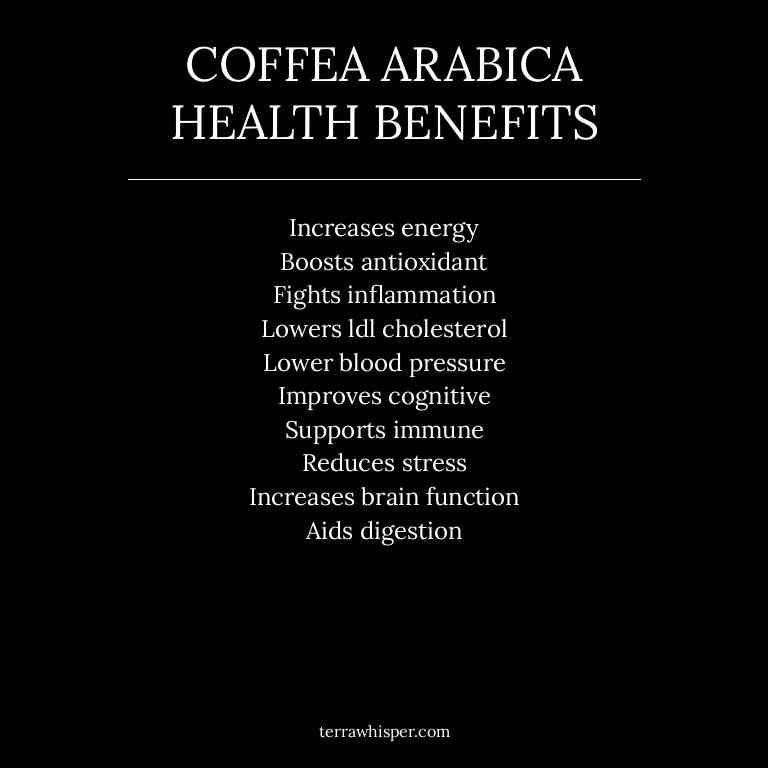 COFFEA ARABICA
HEALTH BENEFITS
Increases energy
Boosts antioxidant
Fights inflammation
Lowers ldl cholesterol
Lower blood pressure
Improves cognitive
Supports immune
Reduces stress
Increases brain function
Aids digestion
terrawhisper.com